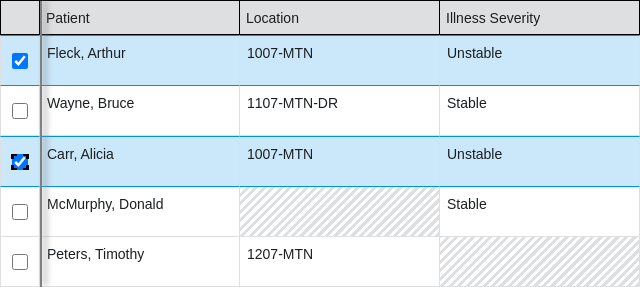 Patient Location Illness Severity
Fleck, Arthur 1007-MTN Unstable
Wayne, Bruce 1107-MTN-DR Stable
Carr, Alicia 1007-MTN Unstable
McMurphy, Donald Stable
Peters, Timothy 1207-MTN